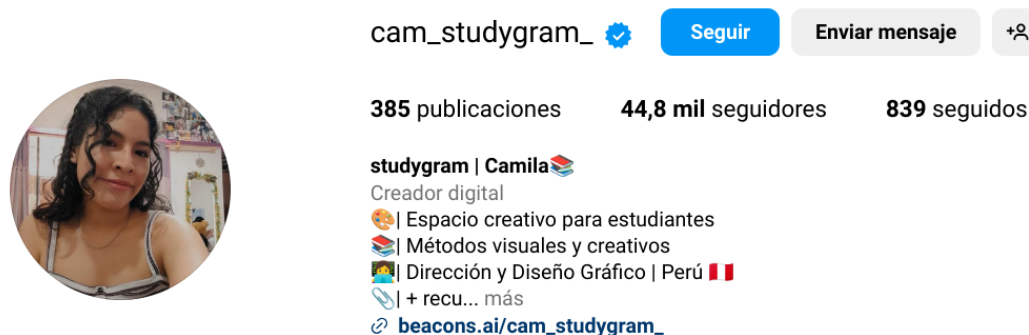 cam_studygram_ Seguir Enviar mensaje
385 publicaciones 44,8 mil seguidores 839 seguidos
studygram | Camila📚
Creador digital
🎨| Espacio creativo para estudiantes
📚| Métodos visuales y creativos
👩‍💻| Dirección y Diseño Gráfico | Perú 🇵🇪
📎| + recu... más
beacons.ai/cam_studygram_